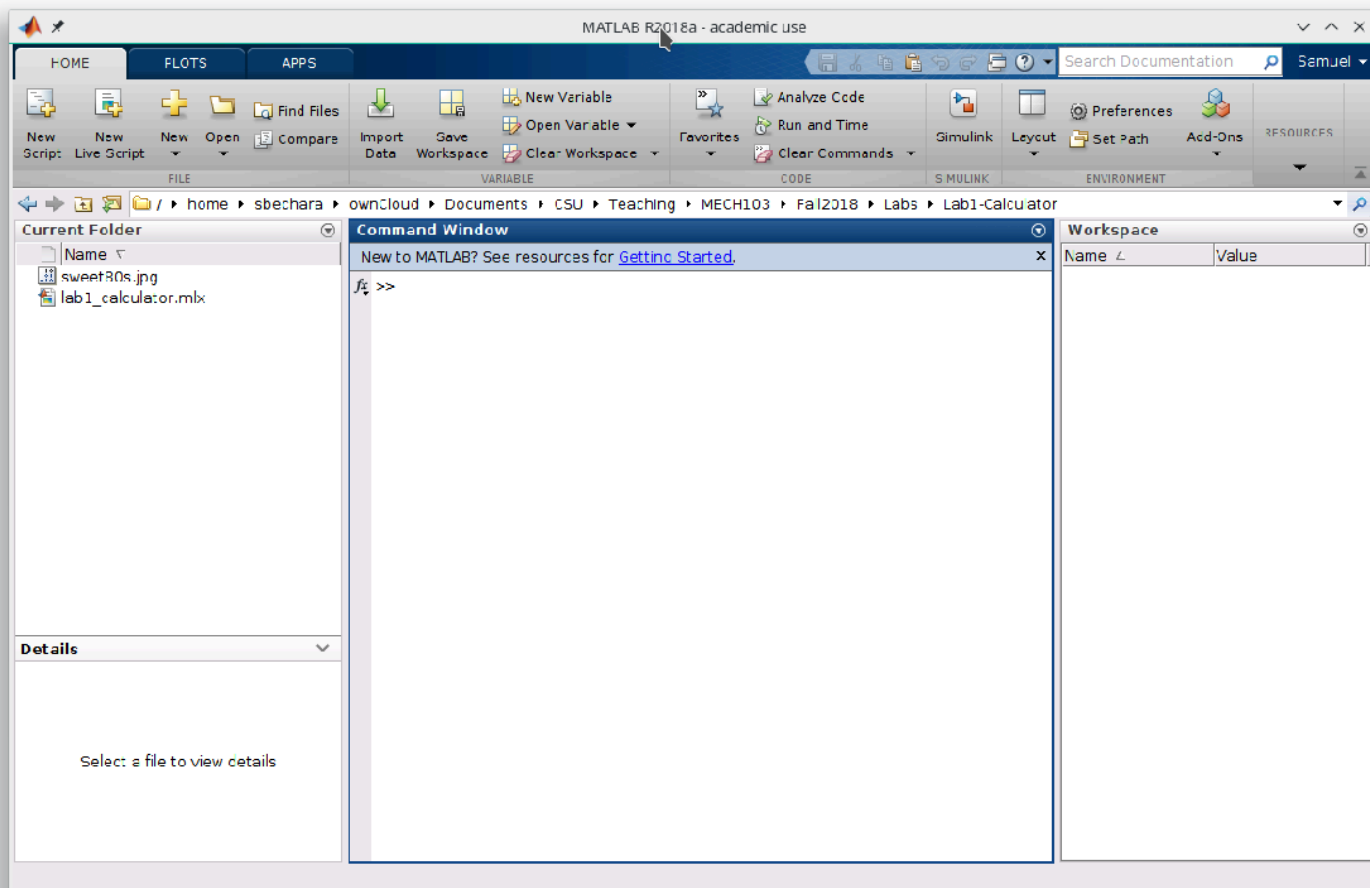 MATLAB R2018a - academic use
HOME PLOTS APPS
Search Documentation
Samuel
New Script
New Live Script
New
Open
Find Files
Compare
FILE
Import Data
Save Workspace
New Variable
Open Variable
Clear Workspace
VARIABLE
Favorites
Analyze Code
Run and Time
Clear Commands
CODE
Simulink
SIMULINK
Layout
Preferences
Set Path
Add-Ons
ENVIRONMENT
RESOURCES
/ home sbechara ownCloud Documents CSU Teaching MECH103 Fall2018 Labs Lab1-Calculator
Current Folder
Name
sweet80s.jpg
lab1_calculator.mlx
Details
Select a file to view details
Command Window
New to MATLAB? See resources for Getting Started. x
fx >>
Workspace
Name Value